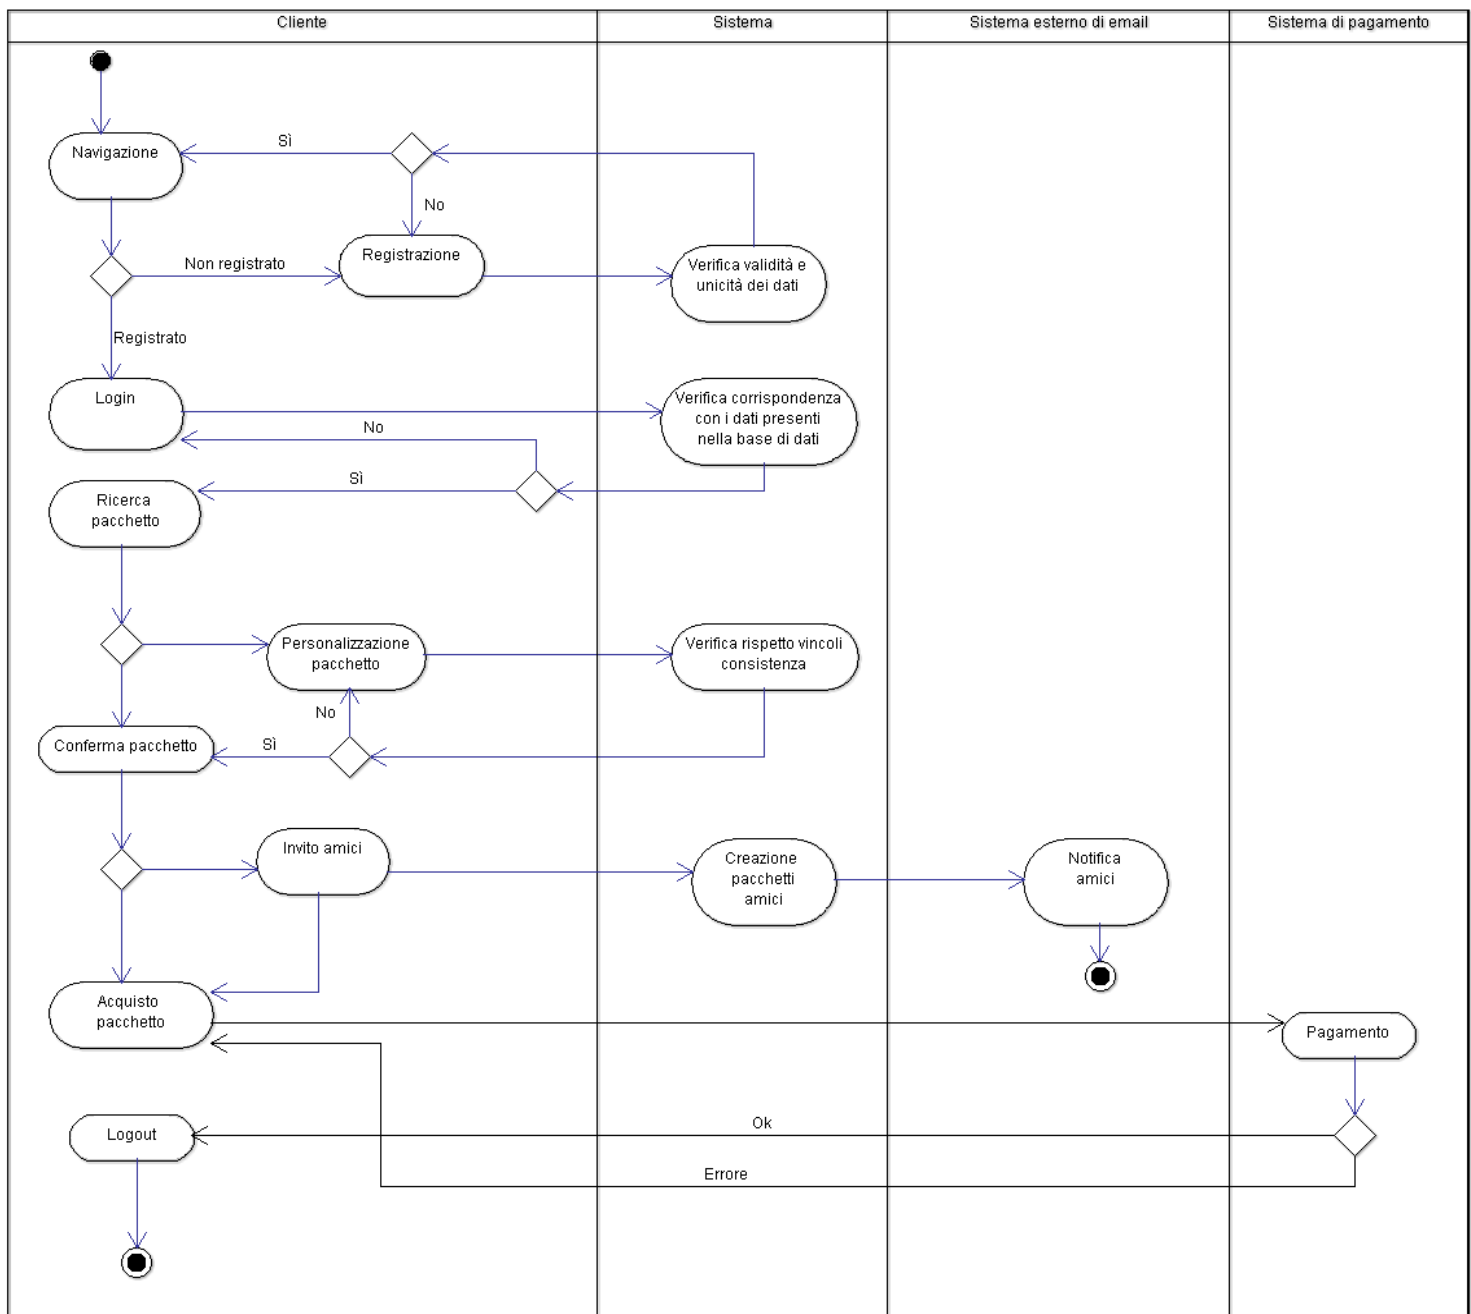 Cliente
Sistema
Sistema esterno di email
Sistema di pagamento
Navigazione
Sì
No
Non registrato
Registrazione
Verifica validità e
unicità dei dati
Registrato
Login
Verifica corrispondenza
con i dati presenti
nella base di dati
No
Sì
Ricerca
pacchetto
Personalizzazione
pacchetto
Verifica rispetto vincoli
consistenza
No
Conferma pacchetto
Sì
Invito amici
Creazione
pacchetti
amici
Notifica
amici
Acquisto
pacchetto
Pagamento
Ok
Logout
Errore